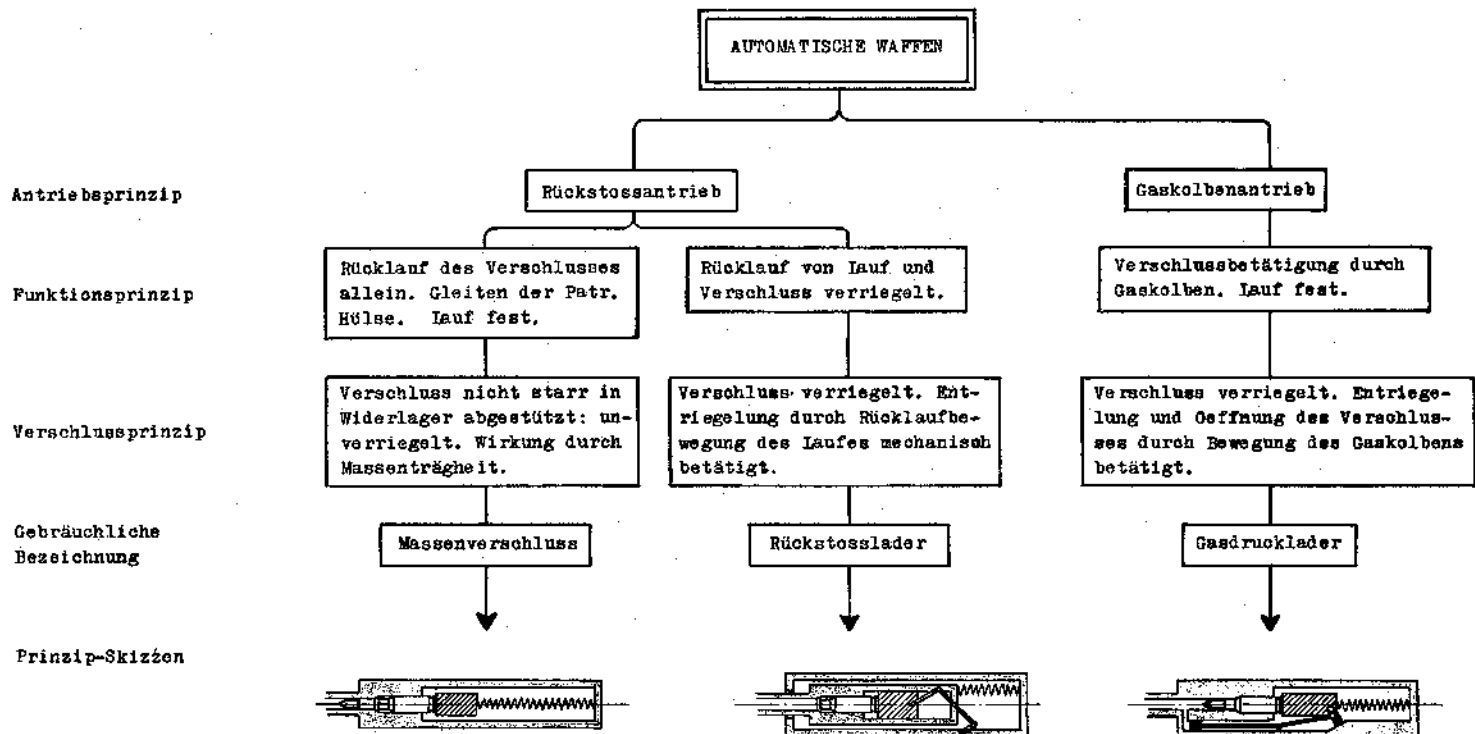 AUTOMATISCHE WAFFEN
Antriebsprinzip
Rückstossantrieb
Gaskolbenantrieb
Funktionsprinzip
Rücklauf des Verschlusses
allein. Gleiten der Patr.
Hülse. Lauf fest.
Rücklauf von Lauf und
Verschluss verriegelt.
Verschlussbetätigung durch
Gaskolben. Lauf fest.
Verschlussprinzip
Verschluss nicht starr in
Widerlager abgestützt: un-
verriegelt. Wirkung durch
Massenträgheit.
Verschluss verriegelt. Ent-
riegelung durch Rücklaufbe-
wegung des Laufes mechanisch
betätigt.
Verschluss verriegelt. Entriege-
lung und Oeffnung des Verschlus-
ses durch Bewegung des Gaskolbens
betätigt.
Gebräuchliche
Bezeichnung
Massenverschluss
Rückstosslader
Gasdrucklader
Prinzip-Skizzen